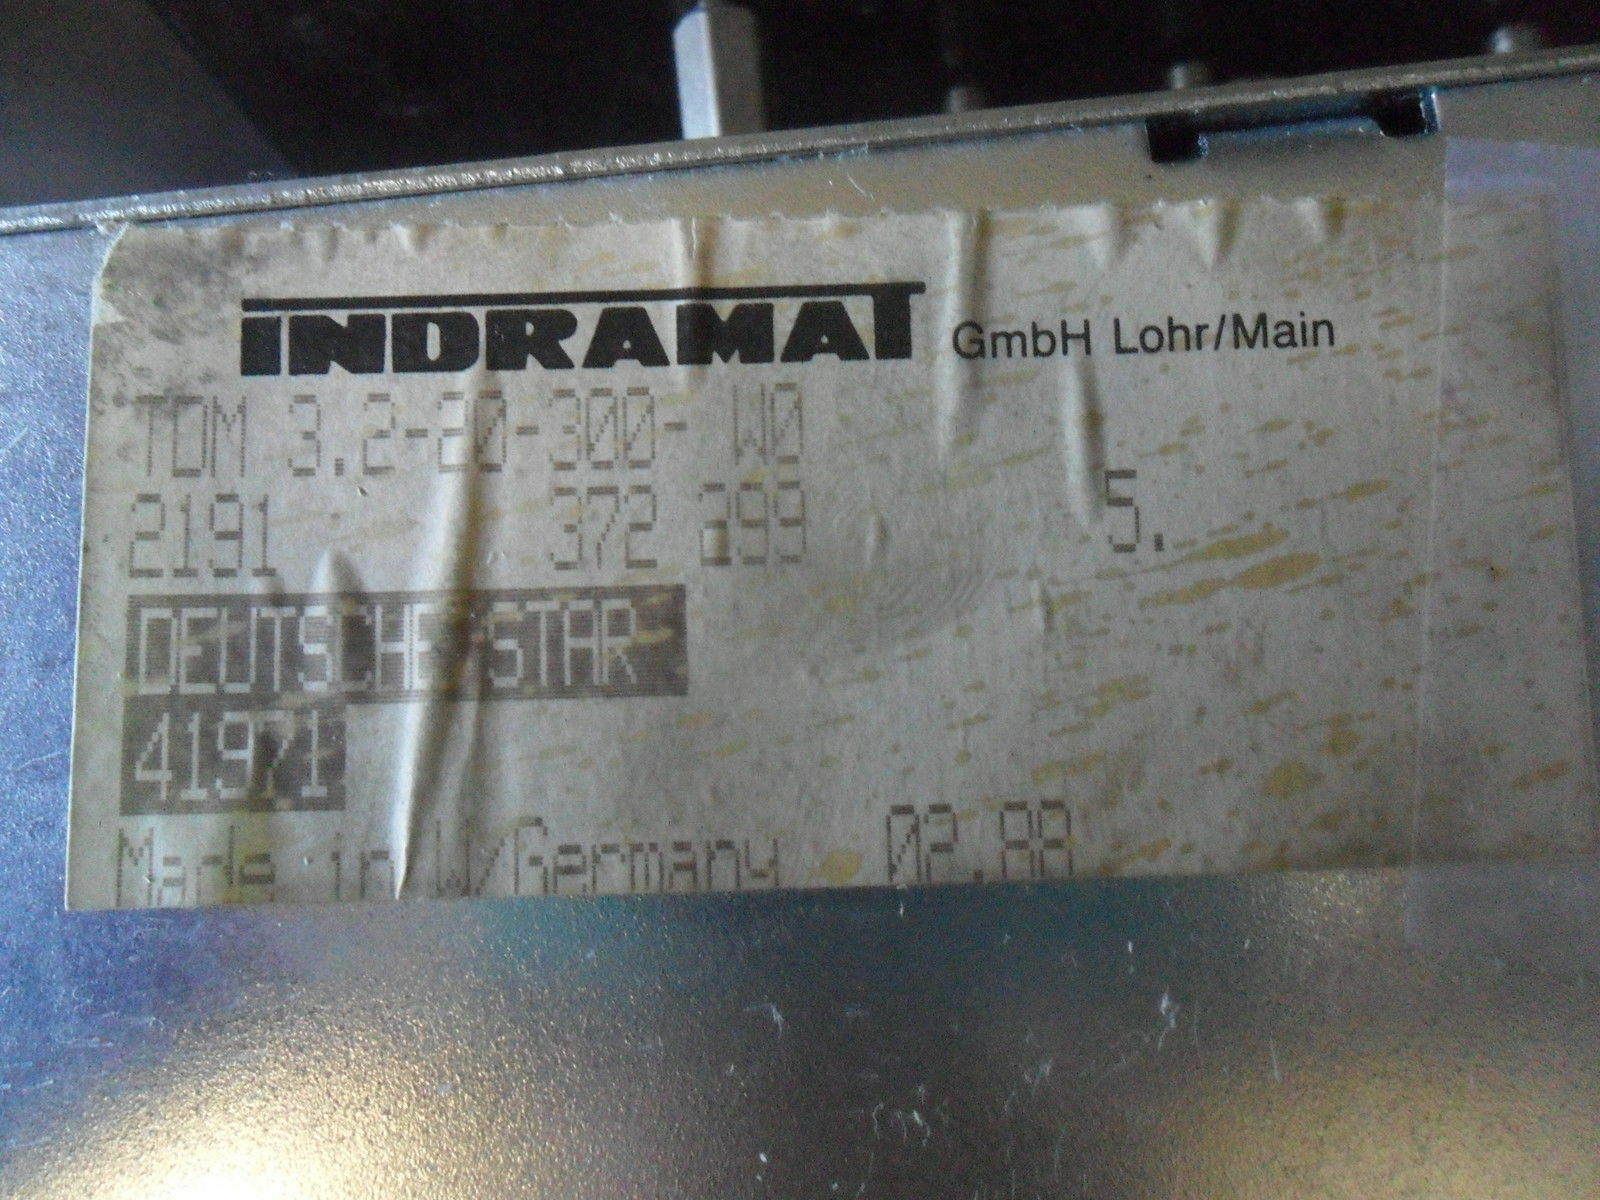 INDRAMAT GmbH Lohr/Main
TDM 3.2-20-300- W0
2191 372 299 5.
DEUTSCHE STAR
41971
Made in W/Germany 02.88